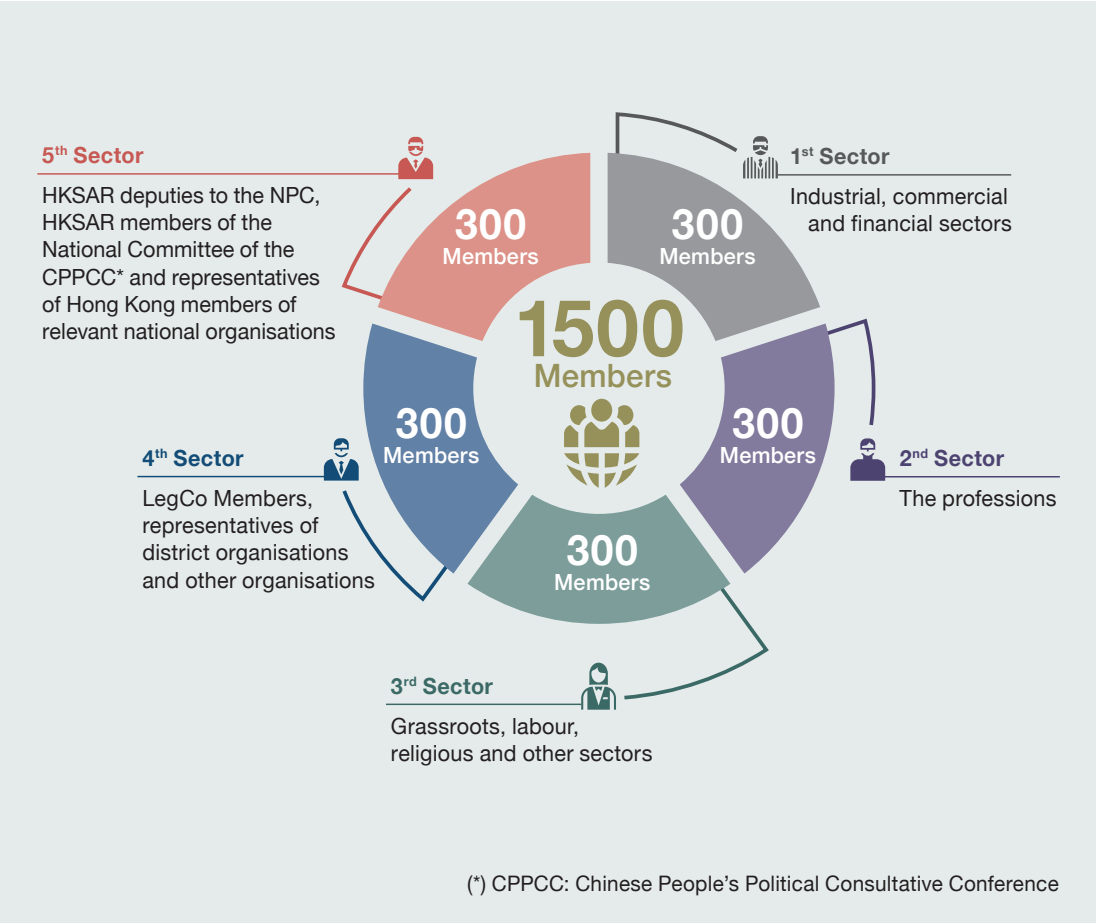 5th Sector
HKSAR deputies to the NPC,
HKSAR members of the
National Committee of the
CPPCC* and representatives
of Hong Kong members of
relevant national organisations
300
Members
300
Members
1st Sector
Industrial, commercial
and financial sectors
1500
Members
4th Sector
LegCo Members,
representatives of
district organisations
and other organisations
300
Members
300
Members
2nd Sector
The professions
300
Members
3rd Sector
Grassroots, labour,
religious and other sectors
(*) CPPCC: Chinese People's Political Consultative Conference